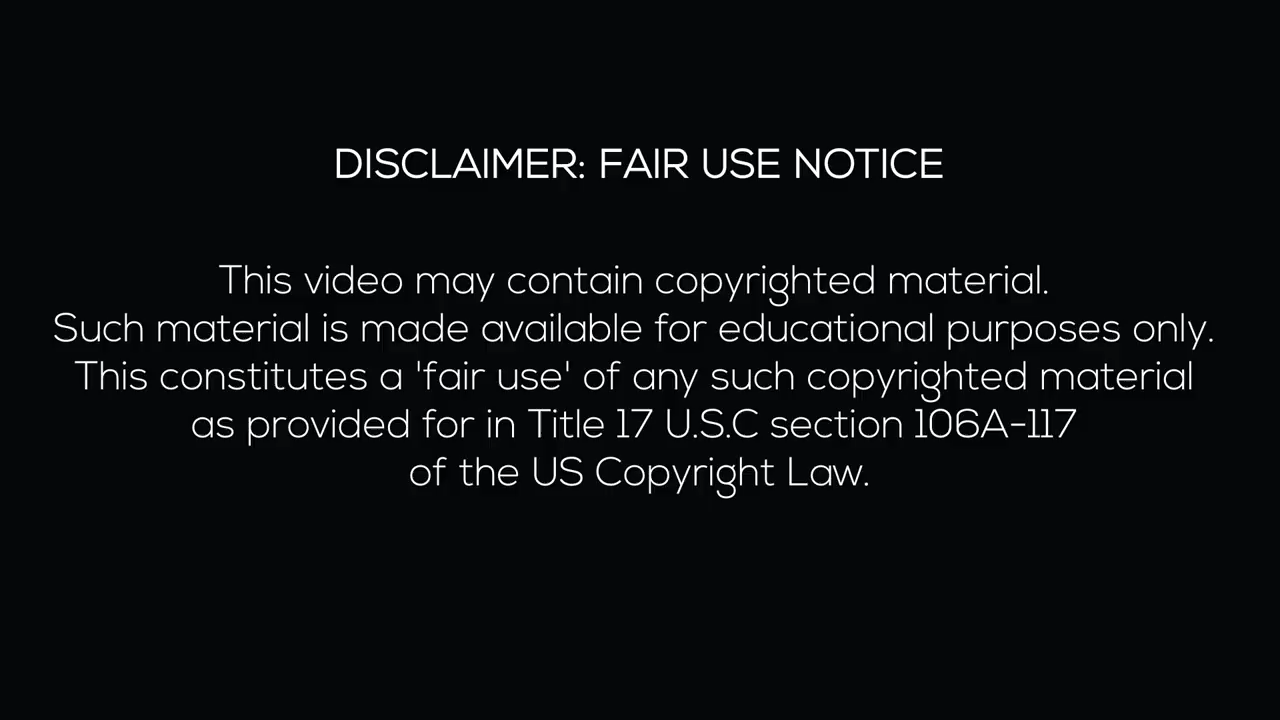 DISCLAIMER: FAIR USE NOTICE
This video may contain copyrighted material.
Such material is made available for educational purposes only.
This constitutes a 'fair use' of any such copyrighted material
as provided for in Title 17 U.S.C section 106A-117
of the US Copyright Law.